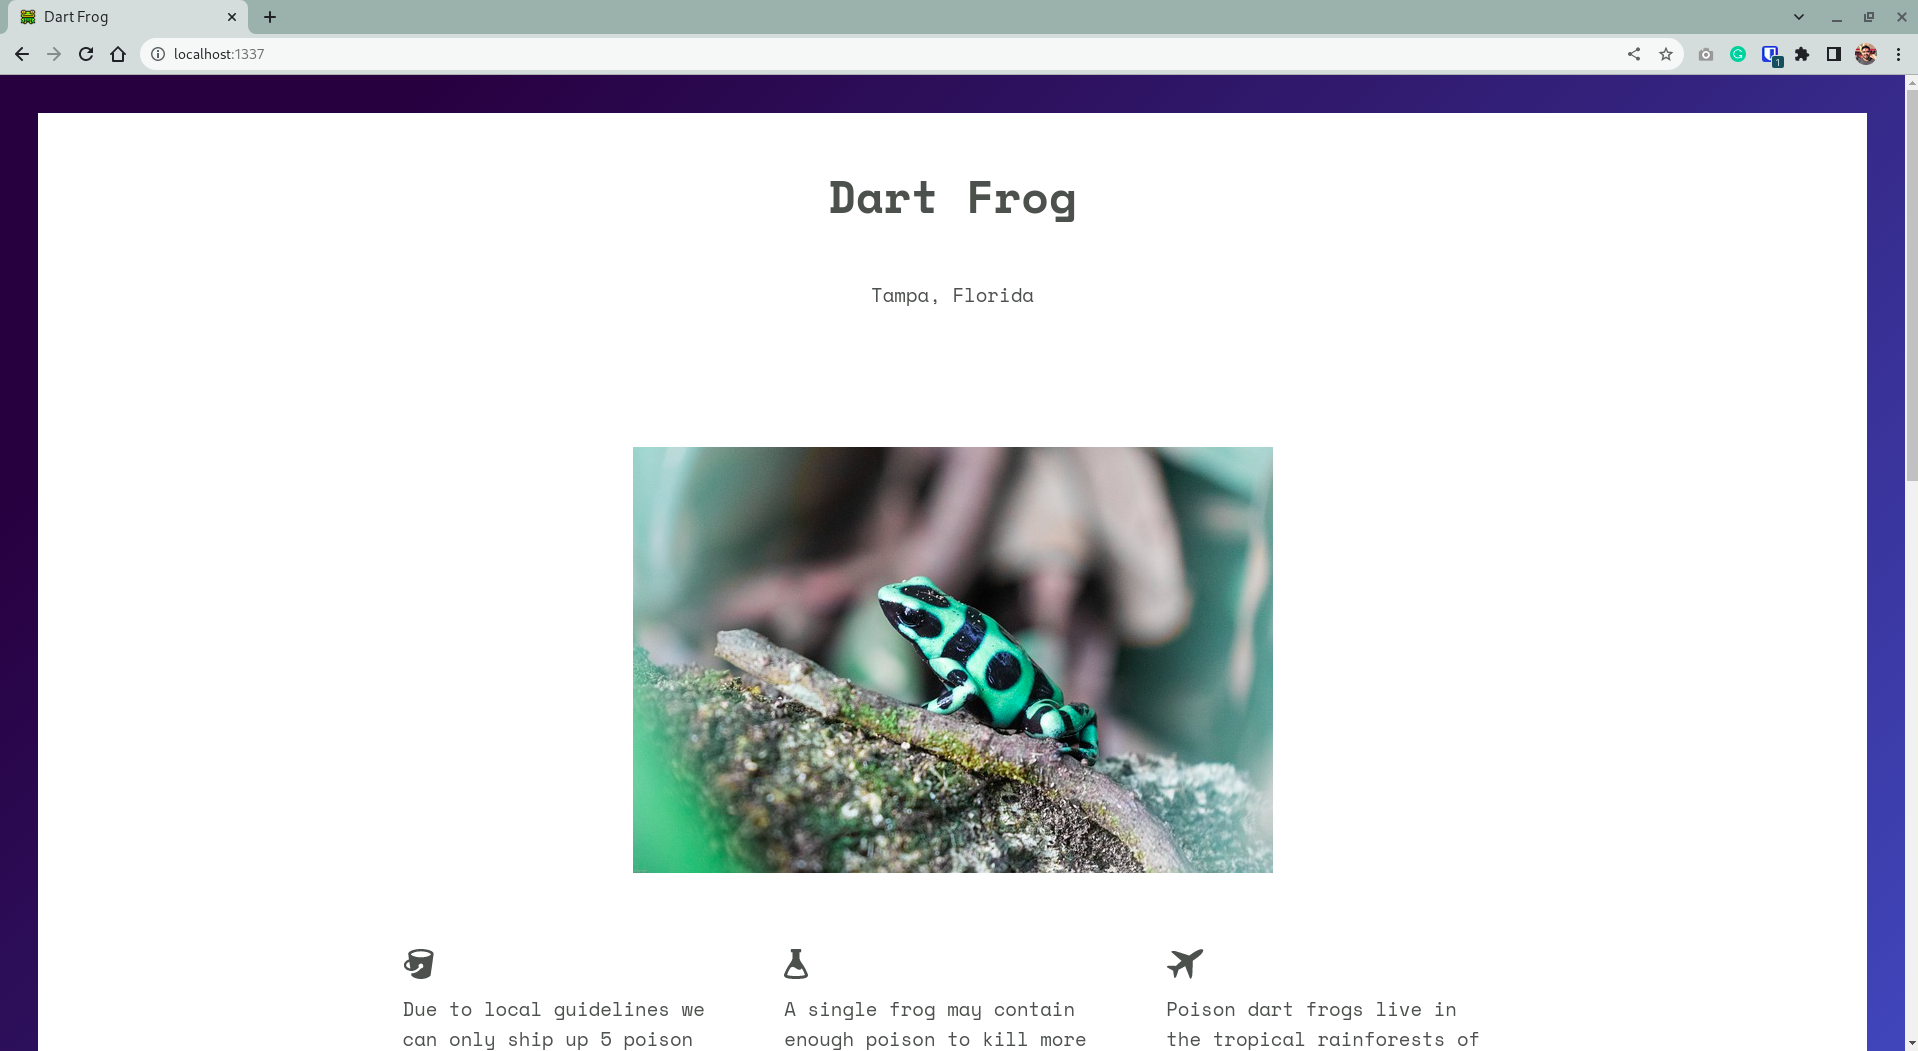 Dart Frog
localhost:1337
1
Dart Frog
Tampa, Florida
Due to local guidelines we
can only ship up 5 poison
A single frog may contain
enough poison to kill more
Poison dart frogs live in
the tropical rainforests of